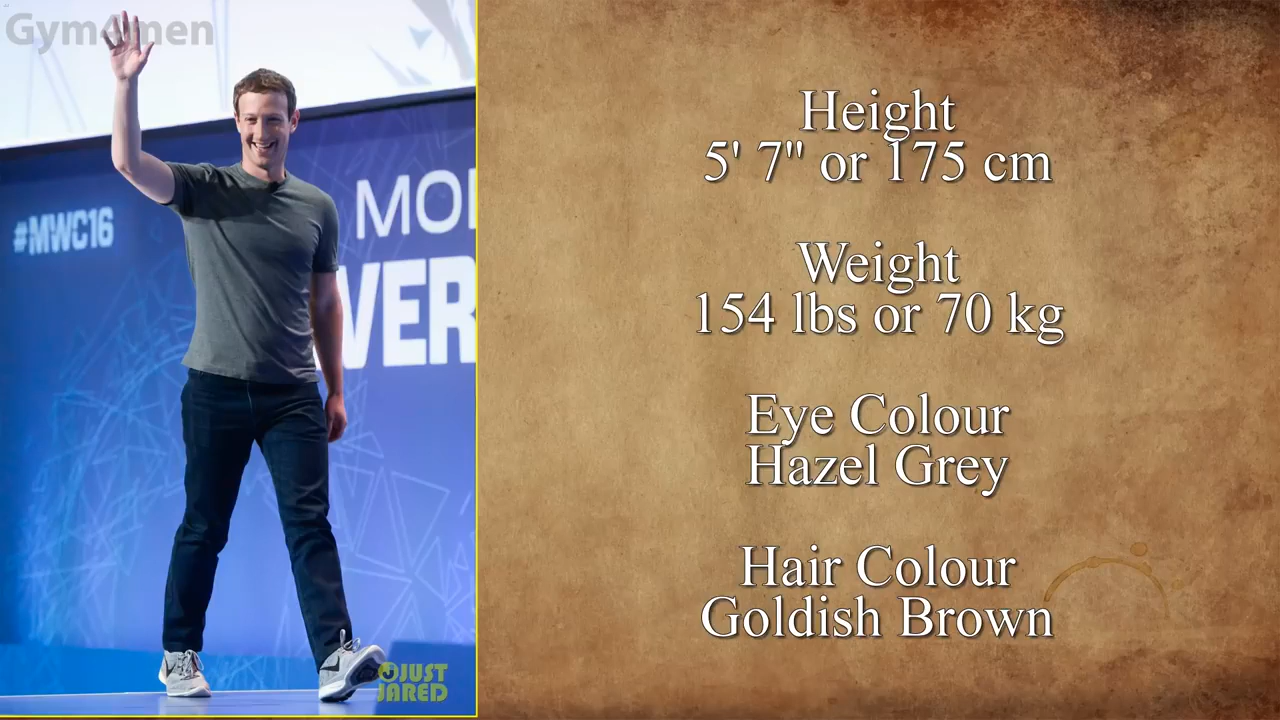 Gym4men
#MWC16
MO
VER
JUST
JARED
Height
5' 7" or 175 cm
Weight
154 lbs or 70 kg
Eye Colour
Hazel Grey
Hair Colour
Goldish Brown